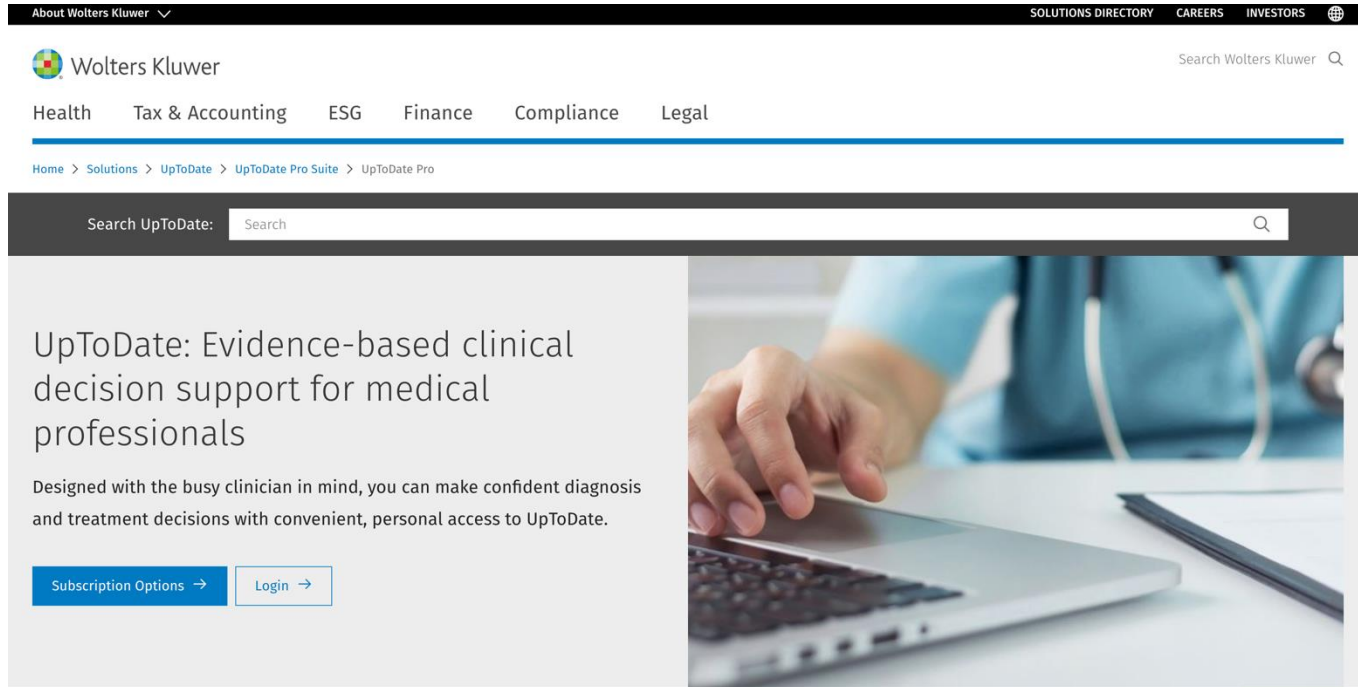 About Wolters Kluwer
SOLUTIONS DIRECTORY CAREERS INVESTORS
Wolters Kluwer
Search Wolters Kluwer
Health Tax & Accounting ESG Finance Compliance Legal
Home > Solutions > UpToDate > UpToDate Pro Suite > UpToDate Pro
Search UpToDate: Search
UpToDate: Evidence-based clinical
decision support for medical
professionals
Designed with the busy clinician in mind, you can make confident diagnosis
and treatment decisions with convenient, personal access to UpToDate.
Subscription Options → Login →